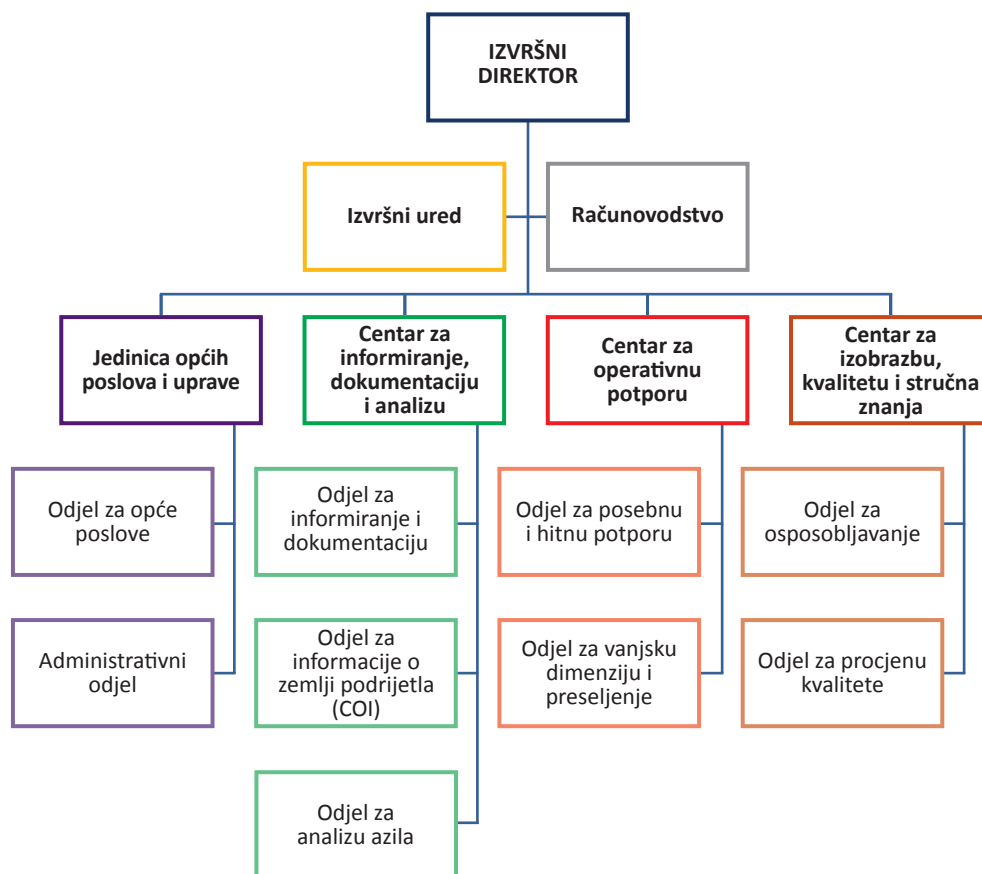 IZVRŠNI
DIREKTOR
Izvršni ured
Računovodstvo
Jedinica općih
poslova i uprave
Centar za
informiranje,
dokumentaciju
i analizu
Centar za
operativnu
potporu
Centar za
izobrazbu,
kvalitetu i stručna
znanja
Odjel za opće
poslove
Odjel za
informiranje i
dokumentaciju
Odjel za posebnu
i hitnu potporu
Odjel za
osposobljavanje
Administrativni
odjel
Odjel za
informacije o
zemlji podrijetla
(COI)
Odjel za vanjsku
dimenziju i
preseljenje
Odjel za procjenu
kvalitete
Odjel za
analizu azila